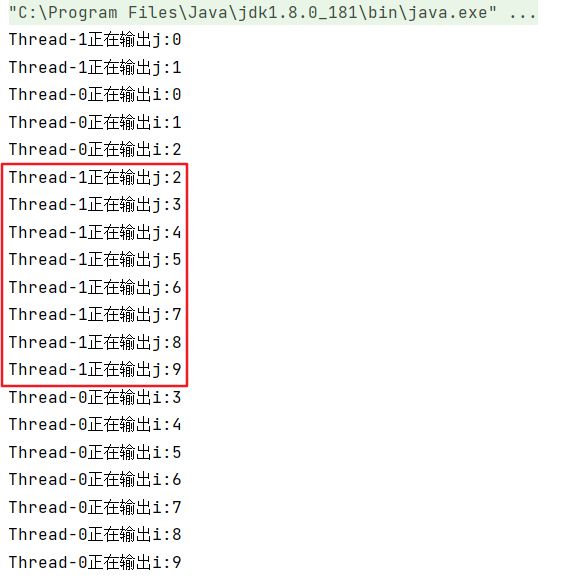 "C:\Program Files\Java\jdk1.8.0_181\bin\java.exe" ...
Thread-1正在输出j:0
Thread-1正在输出j:1
Thread-0正在输出i:0
Thread-0正在输出i:1
Thread-0正在输出i:2
Thread-1正在输出j:2
Thread-1正在输出j:3
Thread-1正在输出j:4
Thread-1正在输出j:5
Thread-1正在输出j:6
Thread-1正在输出j:7
Thread-1正在输出j:8
Thread-1正在输出j:9
Thread-0正在输出i:3
Thread-0正在输出i:4
Thread-0正在输出i:5
Thread-0正在输出i:6
Thread-0正在输出i:7
Thread-0正在输出i:8
Thread-0正在输出i:9